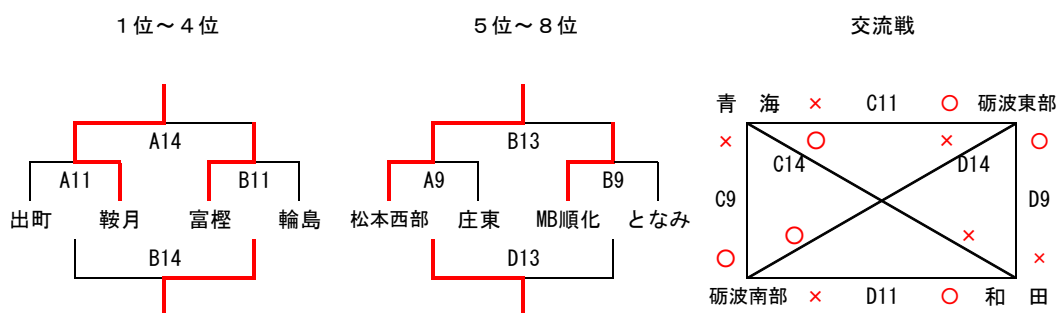 １位～４位 ５位～８位 交流戦
青 海 × C11 ○ 砺波東部
A14 B13 × ○ × ○
A11 B11 A9 B9 C14 D14
C9 D9
出町 鞍月 富樫 輪島 松本西部 庄東 MB順化 となみ
B14 D13 ○ ○ × ×
砺波南部 × D11 ○ 和 田